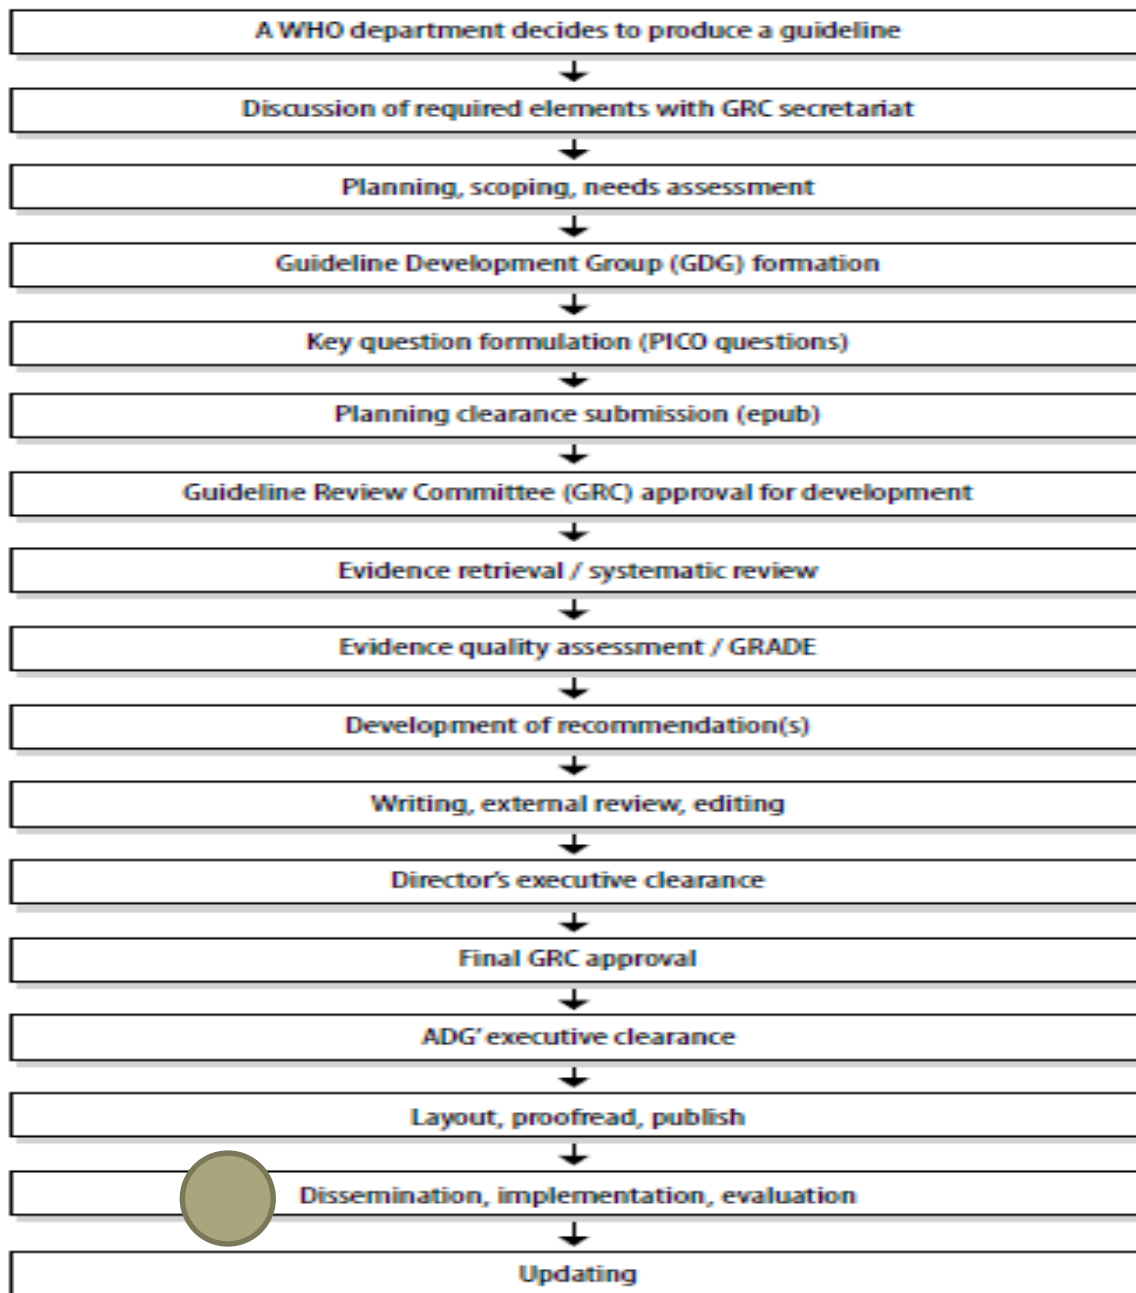 A WHO department decides to produce a guideline
Discussion of required elements with GRC secretariat
Planning, scoping, needs assessment
Guideline Development Group (GDG) formation
Key question formulation (PICO questions)
Planning clearance submission (epub)
Guideline Review Committee (GRC) approval for development
Evidence retrieval / systematic review
Evidence quality assessment / GRADE
Development of recommendation(s)
Writing, external review, editing
Director’s executive clearance
Final GRC approval
ADG’ executive clearance
Layout, proofread, publish
Dissemination, implementation, evaluation
Updating